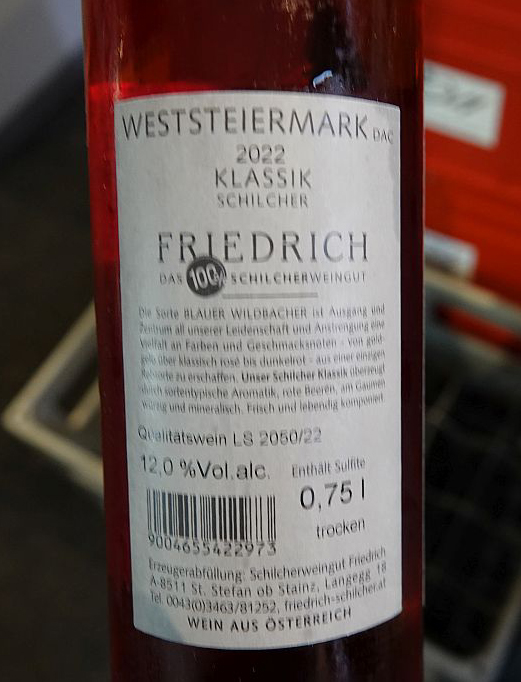 WESTSTEIERMARK DAC
2022
KLASSIK
SCHILCHER
FRIEDRICH
DAS 100% SCHILCHERWEINGUT
Die Sorte BLAUER WILDBACHER ist Ausgang und
Zentrum all unserer Leidenschaft und Anstrengung eine
Vielfalt an Farben und Geschmacksnoten - von gold-
gelb über klassisch rosé bis dunkelrot - aus einer einzigen
Rebsorte zu erschaffen. Unser Schilcher Klassik überzeugt
durch sortentypische Aromatik, rote Beeren, am Gaumen
würzig und mineralisch. Frisch und lebendig komponiert.
Qualitätswein LS 2050/22
12,0 %Vol.alc.
Enthält Sulfite
0,75 l
trocken
9004655422973
Erzeugerabfüllung: Schilcherweingut Friedrich
A-8511 St. Stefan ob Stainz, Langegg 18
Tel. 0043(0)3463/81252, friedrich-schilcher.at
WEIN AUS ÖSTERREICH